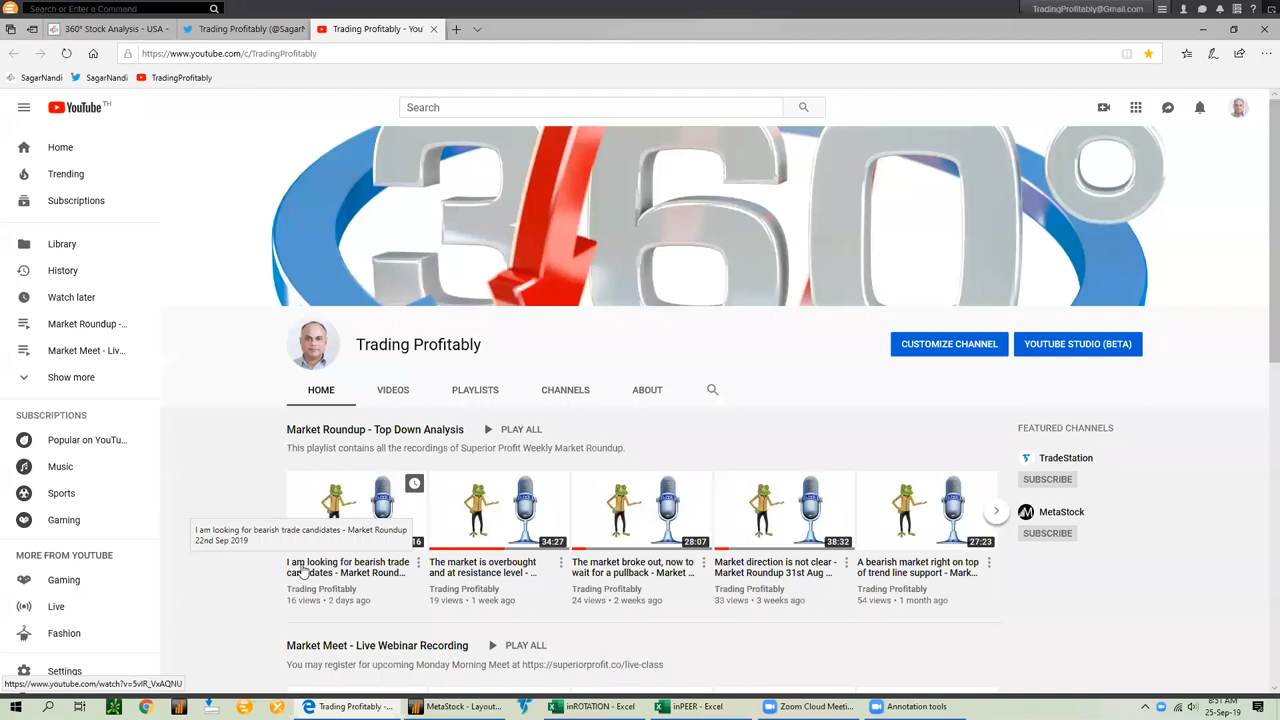 Search or Enter a Command
TradingProfitably@Gmail.com
360° Stock Analysis - USA -
Trading Profitably (@SagarN
Trading Profitably - You
https://www.youtube.com/c/TradingProfitably
SagarNandi
SagarNandi
TradingProfitably
YouTube TH
Search
Home
Trending
Subscriptions
Library
History
Watch later
Market Roundup -...
Market Meet - Liv...
Show more
SUBSCRIPTIONS
Popular on YouTu...
Music
Sports
Gaming
MORE FROM YOUTUBE
Gaming
Live
Fashion
Settings
360°
Trading Profitably
CUSTOMIZE CHANNEL
YOUTUBE STUDIO (BETA)
HOME
VIDEOS
PLAYLISTS
CHANNELS
ABOUT
Market Roundup - Top Down Analysis
PLAY ALL
This playlist contains all the recordings of Superior Profit Weekly Market Roundup.
I am looking for bearish trade candidates - Market Roundup
22nd Sep 2019
16
34:27
28:07
38:32
27:23
I am looking for bearish trade
candidates - Market Round...
Trading Profitably
16 views • 2 days ago
The market is overbought
and at resistance level - ...
Trading Profitably
19 views • 1 week ago
The market broke out, now to
wait for a pullback - Market ...
Trading Profitably
24 views • 2 weeks ago
Market direction is not clear -
Market Roundup 31st Aug ...
Trading Profitably
33 views • 3 weeks ago
A bearish market right on top
of trend line support - Mark...
Trading Profitably
54 views • 1 month ago
FEATURED CHANNELS
TradeStation
SUBSCRIBE
MetaStock
SUBSCRIBE
Market Meet - Live Webinar Recording
PLAY ALL
You may register for upcoming Monday Morning Meet at https://superiorprofit.co/live-class
https://www.youtube.com/watch?v=5vlR_VxAQNU
Trading Profitably -...
MetaStock - Layout...
inROTATION - Excel
inPEER - Excel
Zoom Cloud Meeti...
Annotation tools
8:51 AM
25-Sep-19